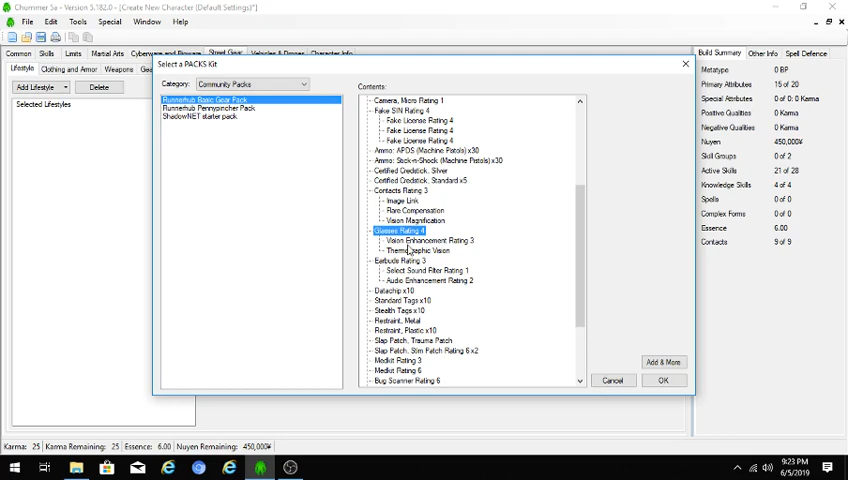 Chummer 5a - Version 5.182.0 - [Create New Character (Default Settings)*]
File Edit Tools Special Window Help
Common Skills Limits Martial Arts Cyberware and Bioware Street Gear Vehicles & Drones Character Info
Lifestyle Clothing and Armor Weapons Gear
Add Lifestyle Delete
Selected Lifestyles
Select a PACKS Kit
Category: Community Packs
Runnerhub Basic Gear Pack
Runnerhub Pennypincher Pack
ShadowNET starter pack
Contents:
Camera, Micro Rating 1
Fake SIN Rating 4
Fake License Rating 4
Fake License Rating 4
Fake License Rating 4
Ammo: APDS (Machine Pistols) x30
Ammo: Stick-n-Shock (Machine Pistols) x30
Certified Credstick, Silver
Certified Credstick, Standard x5
Contacts Rating 3
Image Link
Flare Compensation
Vision Magnification
Glasses Rating 4
Vision Enhancement Rating 3
Thermographic Vision
Earbuds Rating 3
Select Sound Filter Rating 1
Audio Enhancement Rating 2
Datachip x10
Standard Tags x10
Stealth Tags x10
Restraint, Metal
Restraint, Plastic x10
Slap Patch, Trauma Patch
Slap Patch, Stim Patch Rating 6 x2
Medkit Rating 3
Medkit Rating 6
Bug Scanner Rating 6
Add & More
Cancel OK
Build Summary Other Info Spell Defence
Metatype 0 BP
Primary Attributes 15 of 20
Special Attributes 0 of 0: 0 Karma
Positive Qualities 0 Karma
Negative Qualities 0 Karma
Nuyen 450,000¥
Skill Groups 0 of 2
Active Skills 21 of 28
Knowledge Skills 4 of 4
Spells 0 of 0
Complex Forms 0 of 0
Essence 6.00
Contacts 9 of 9
Karma: 25 Karma Remaining: 25 Essence: 6.00 Nuyen Remaining: 450,000¥
9:23 PM
6/5/2019